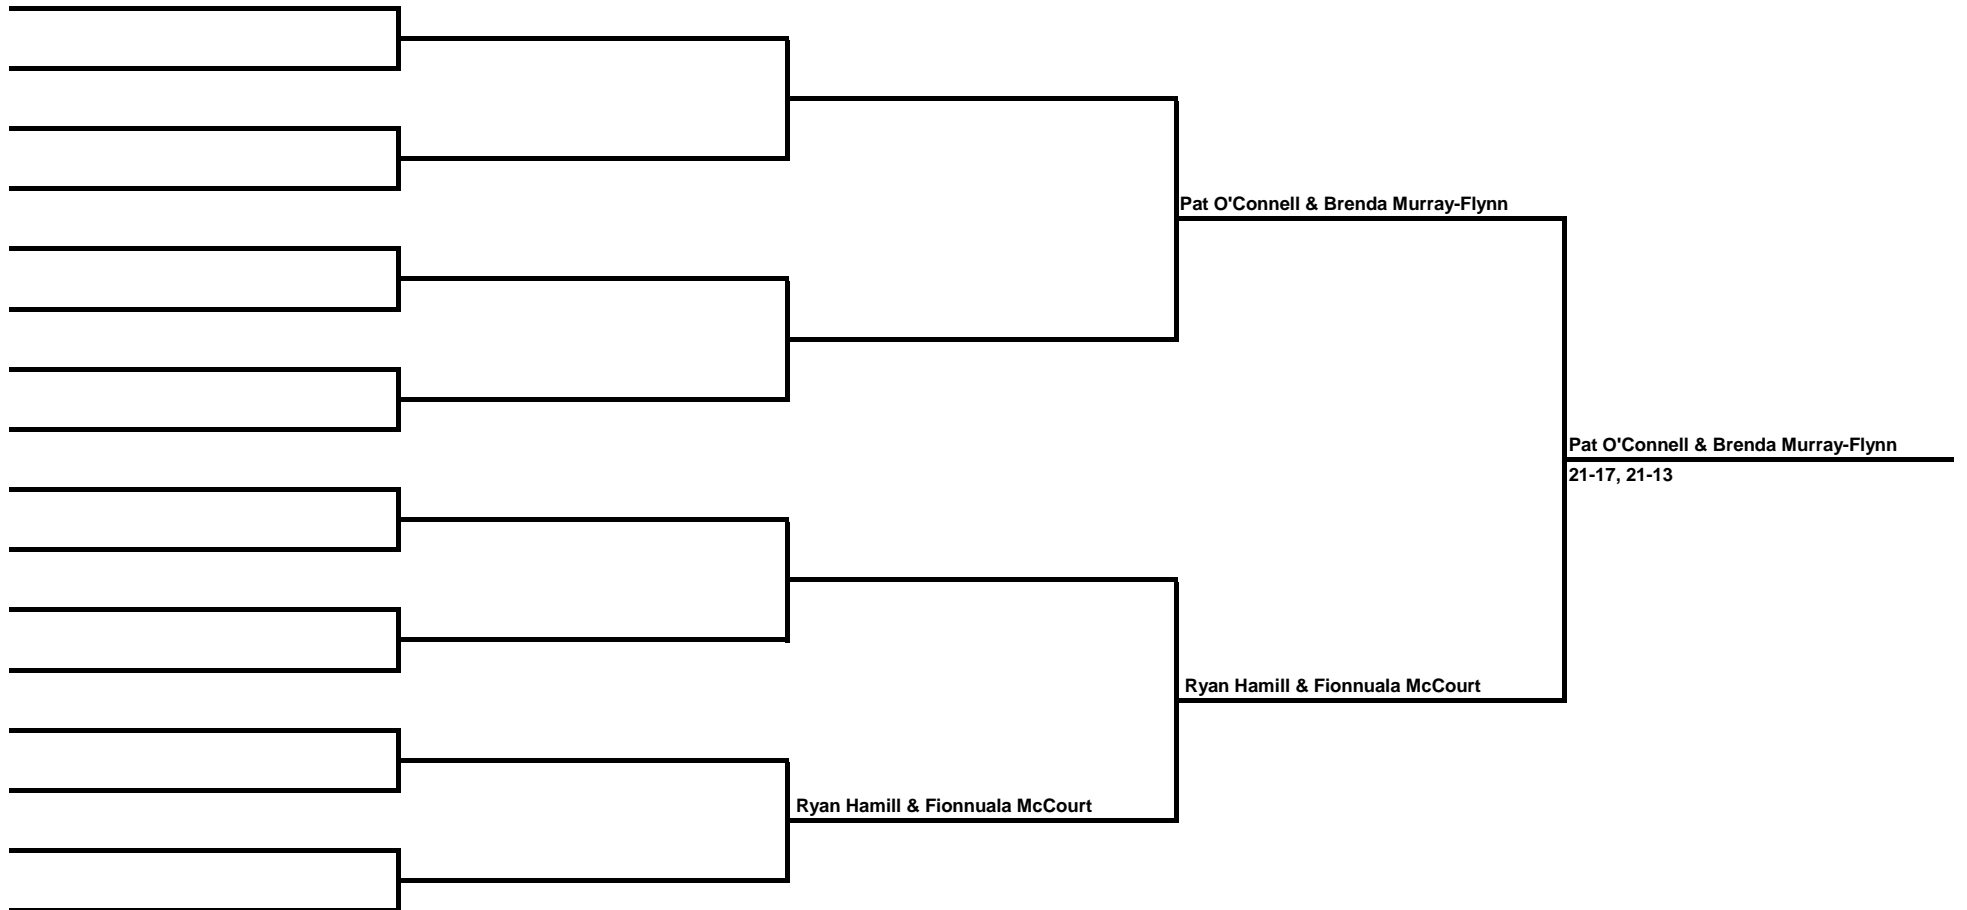 Pat O'Connell & Brenda Murray-Flynn
Pat O'Connell & Brenda Murray-Flynn
21-17, 21-13
Ryan Hamill & Fionnuala McCourt
Ryan Hamill & Fionnuala McCourt